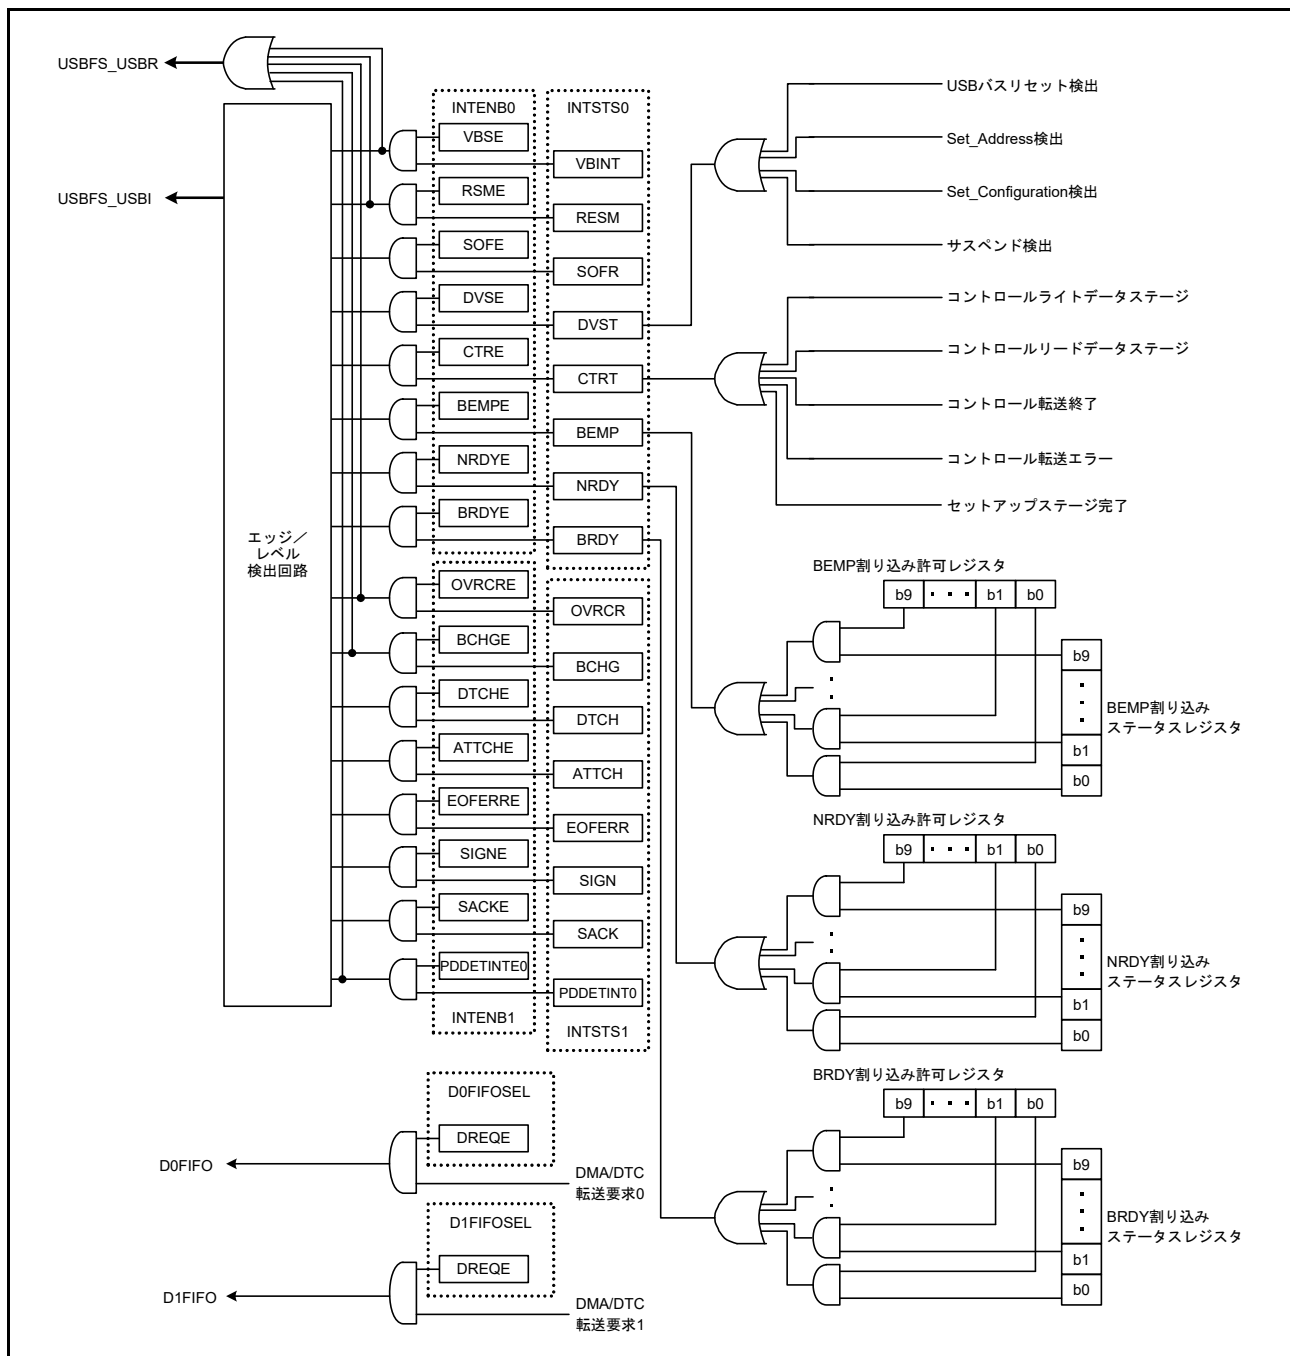 USBFS_USBR
USBFS_USBI
エッジ／
レベル
検出回路
INTENB0
VBSE
RSME
SOFE
DVSE
CTRE
BEMPE
NRDYE
BRDYE
OVRCRE
BCHGE
DTCHE
ATTCHE
EOFERRE
SIGNE
SACKE
PDDETINTE0
INTENB1
INTSTS0
VBINT
RESM
SOFR
DVST
CTRT
BEMP
NRDY
BRDY
OVRCR
BCHG
DTCH
ATTCH
EOFERR
SIGN
SACK
PDDETINT0
INTSTS1
USBバスリセット検出
Set_Address検出
Set_Configuration検出
サスペンド検出
コントロールライトデータステージ
コントロールリードデータステージ
コントロール転送終了
コントロール転送エラー
セットアップステージ完了
BEMP割り込み許可レジスタ
b9 ・・・ b1 b0
b9
・
・
・
b1
b0
BEMP割り込み
ステータスレジスタ
NRDY割り込み許可レジスタ
b9 ・・・ b1 b0
b9
・
・
・
b1
b0
NRDY割り込み
ステータスレジスタ
BRDY割り込み許可レジスタ
b9 ・・・ b1 b0
b9
・
・
・
b1
b0
BRDY割り込み
ステータスレジスタ
D0FIFOSEL
DREQE
D0FIFO
DMA/DTC
転送要求0
D1FIFOSEL
DREQE
D1FIFO
DMA/DTC
転送要求1